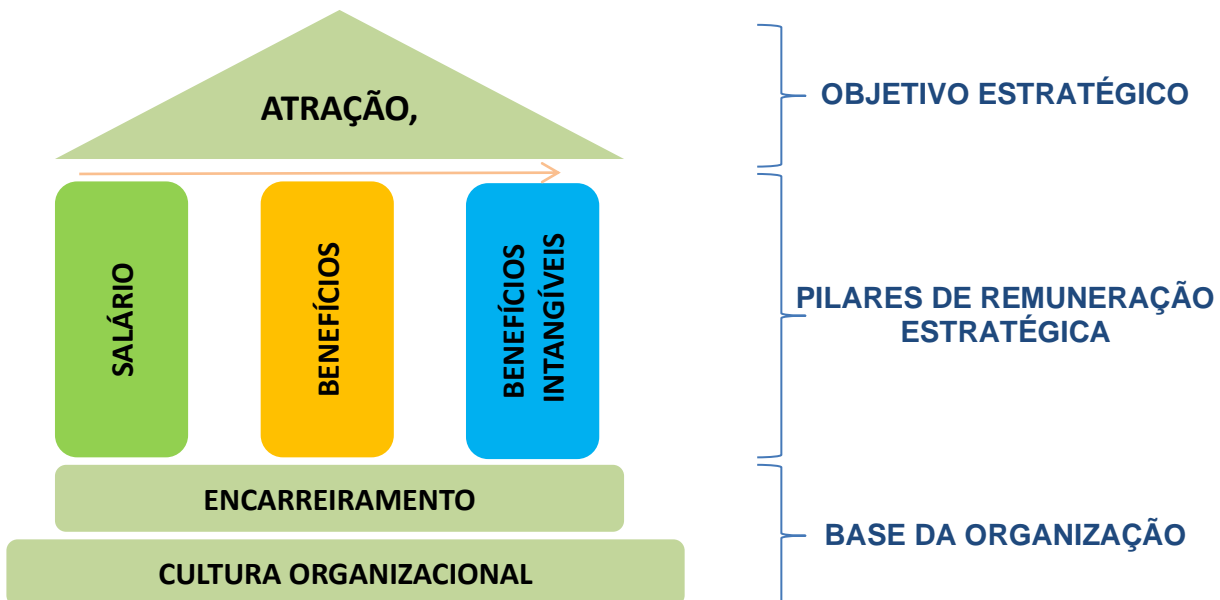 ATRAÇÃO,
OBJETIVO ESTRATÉGICO
SALÁRIO
BENEFÍCIOS
BENEFÍCIOS
INTANGÍVEIS
PILARES DE REMUNERAÇÃO
ESTRATÉGICA
ENCARREIRAMENTO
BASE DA ORGANIZAÇÃO
CULTURA ORGANIZACIONAL